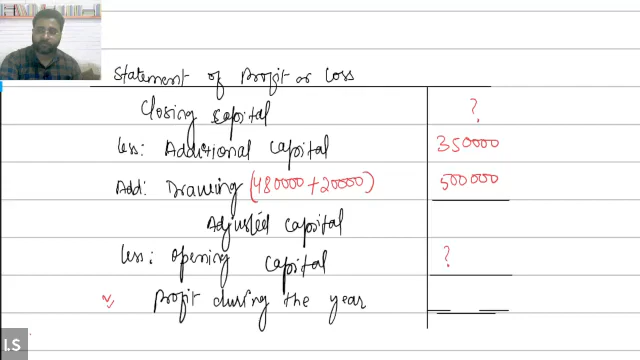 Statement of Profit or Loss
Closing Capital ?
less: Additional Capital 350000
Add: Drawing (480000 + 20000) 500000
Adjusted Capital
less: Opening Capital ?
Profit during the year
I.S